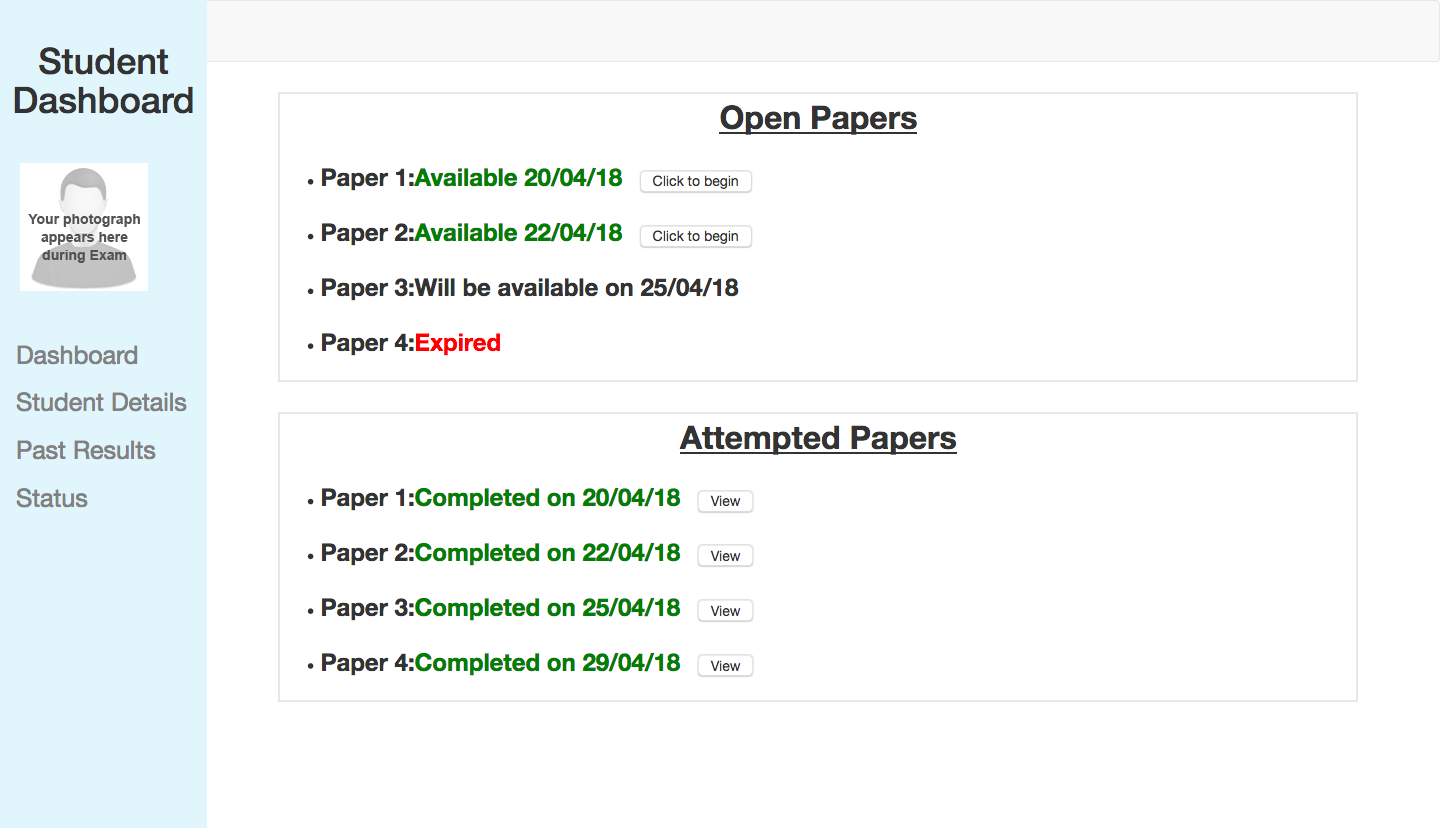 Student
Dashboard
Your photograph
appears here
during Exam
Dashboard
Student Details
Past Results
Status
Open Papers
• Paper 1:Available 20/04/18 Click to begin
• Paper 2:Available 22/04/18 Click to begin
• Paper 3:Will be available on 25/04/18
• Paper 4:Expired
Attempted Papers
• Paper 1:Completed on 20/04/18 View
• Paper 2:Completed on 22/04/18 View
• Paper 3:Completed on 25/04/18 View
• Paper 4:Completed on 29/04/18 View